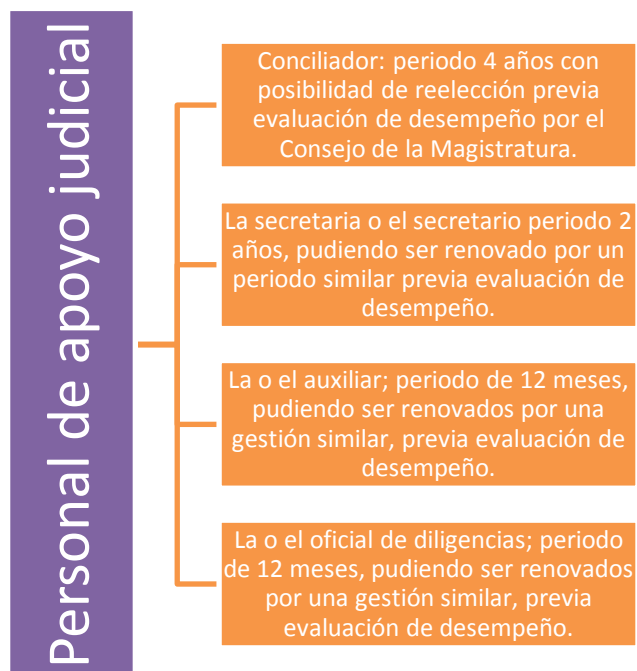 Personal de apoyo judicial
Conciliador: periodo 4 años con
posibilidad de reelección previa
evaluación de desempeño por el
Consejo de la Magistratura.
La secretaria o el secretario periodo 2
años, pudiendo ser renovado por un
periodo similar previa evaluación de
desempeño.
La o el auxiliar; periodo de 12 meses,
pudiendo ser renovados por una
gestión similar, previa evaluación de
desempeño.
La o el oficial de diligencias; periodo
de 12 meses, pudiendo ser renovados
por una gestión similar, previa
evaluación de desempeño.